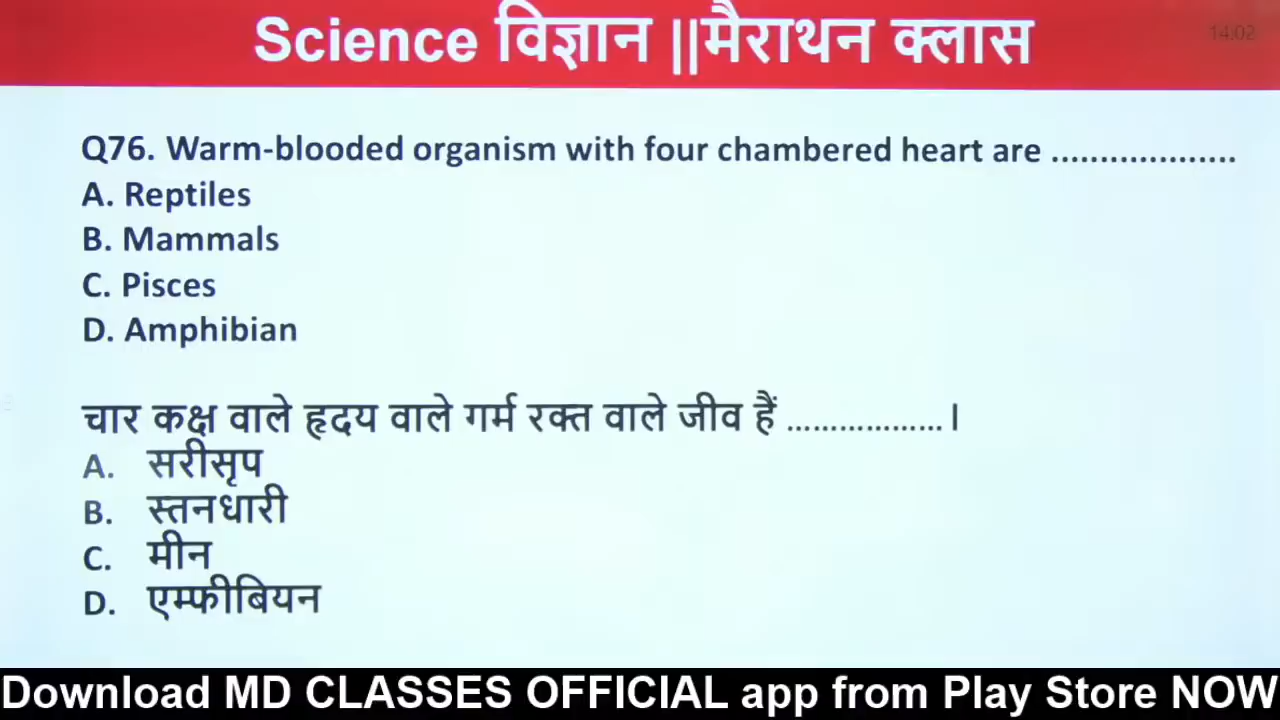 Science विज्ञान ||मैराथन क्लास
14:02
Q76. Warm-blooded organism with four chambered heart are ...................
A. Reptiles
B. Mammals
C. Pisces
D. Amphibian
चार कक्ष वाले हृदय वाले गर्म रक्त वाले जीव हैं .................. ।
A. सरीसृप
B. स्तनधारी
C. मीन
D. एम्फीबियन
Download MD CLASSES OFFICIAL app from Play Store NOW